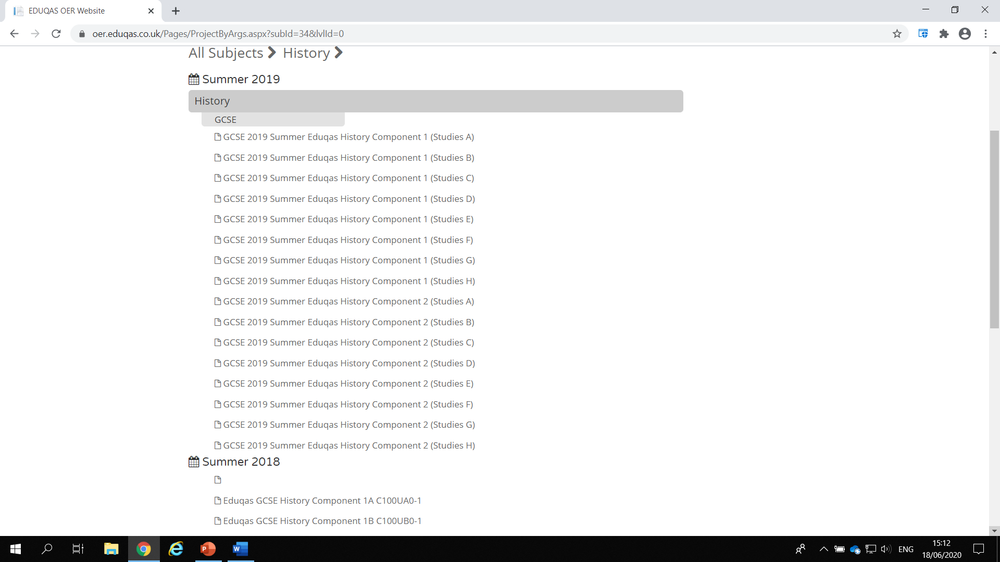 EDUQAS OER Website
oer.eduqas.co.uk/Pages/ProjectByArgs.aspx?subId=34&lvlId=0
All Subjects History
Summer 2019
History
GCSE
GCSE 2019 Summer Eduqas History Component 1 (Studies A)
GCSE 2019 Summer Eduqas History Component 1 (Studies B)
GCSE 2019 Summer Eduqas History Component 1 (Studies C)
GCSE 2019 Summer Eduqas History Component 1 (Studies D)
GCSE 2019 Summer Eduqas History Component 1 (Studies E)
GCSE 2019 Summer Eduqas History Component 1 (Studies F)
GCSE 2019 Summer Eduqas History Component 1 (Studies G)
GCSE 2019 Summer Eduqas History Component 1 (Studies H)
GCSE 2019 Summer Eduqas History Component 2 (Studies A)
GCSE 2019 Summer Eduqas History Component 2 (Studies B)
GCSE 2019 Summer Eduqas History Component 2 (Studies C)
GCSE 2019 Summer Eduqas History Component 2 (Studies D)
GCSE 2019 Summer Eduqas History Component 2 (Studies E)
GCSE 2019 Summer Eduqas History Component 2 (Studies F)
GCSE 2019 Summer Eduqas History Component 2 (Studies G)
GCSE 2019 Summer Eduqas History Component 2 (Studies H)
Summer 2018
Eduqas GCSE History Component 1A C100UA0-1
Eduqas GCSE History Component 1B C100UB0-1
P
W
ENG
15:12
18/06/2020